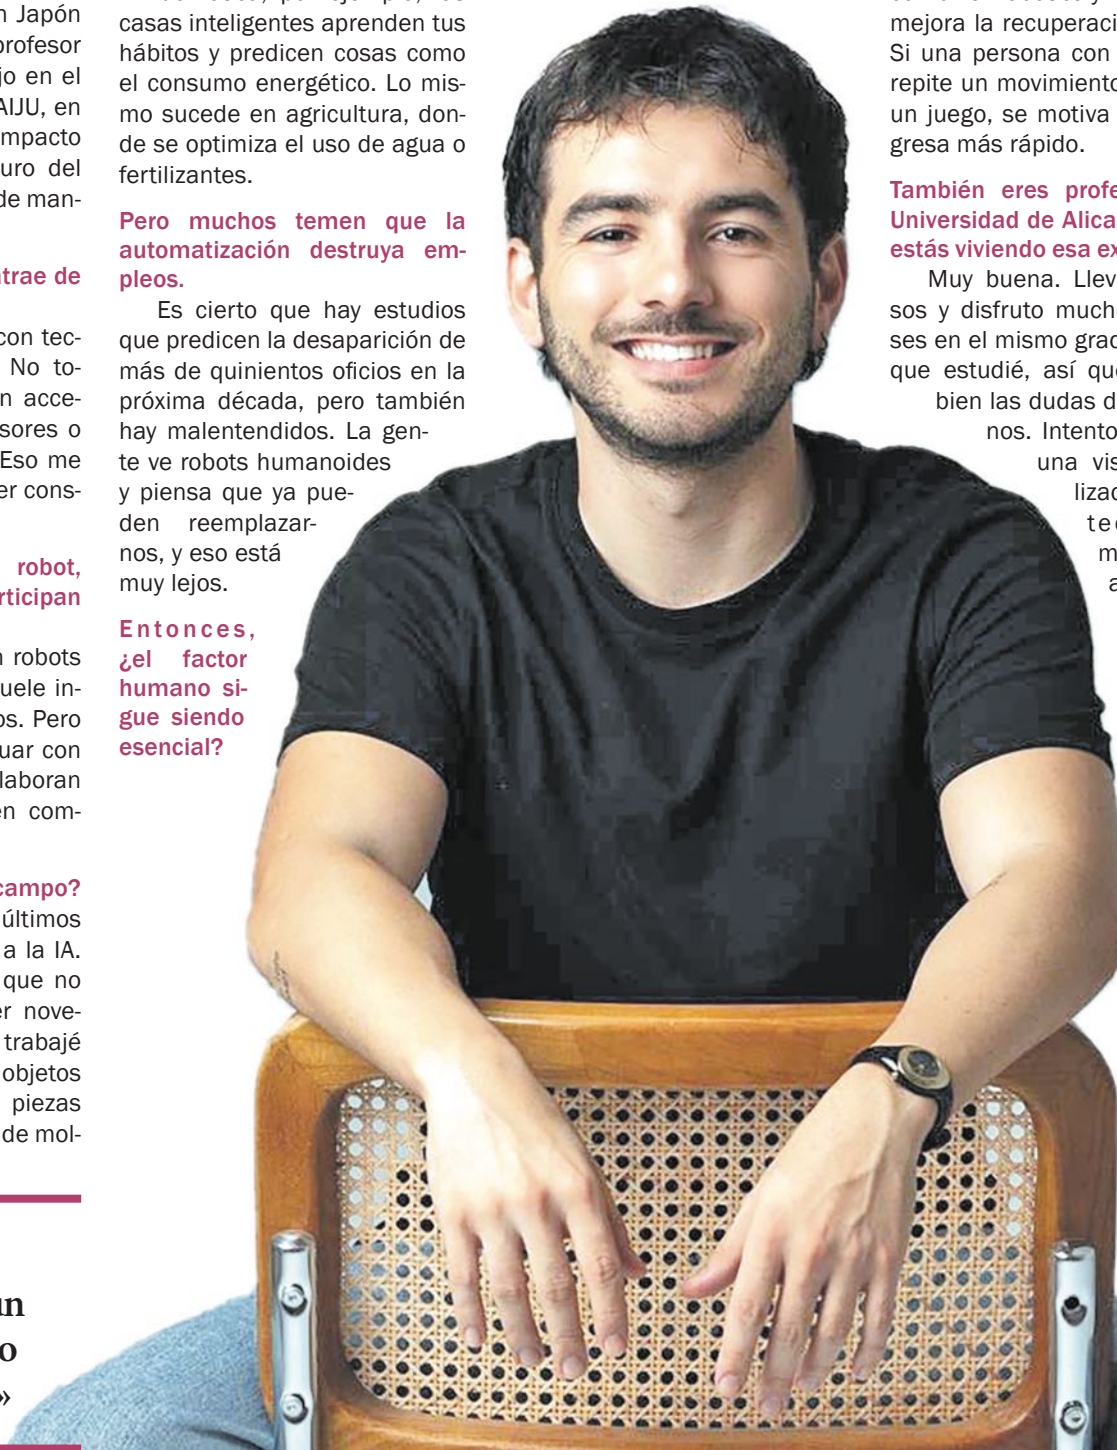 n Japón
profesor
jo en el
AIJU, en
mpacto
uro del
de man-
atrae de
con tec-
No to-
n acce-
sores o
Eso me
er cons-
robot,
rticipan
n robots
uele in-
os. Pero
uar con
laboran
en com-
campo?
últimos
a la IA.
que no
er nove-
trabajé
objetos
piezas
de mol-
un
o
»
casas inteligentes aprenden tus
hábitos y predicen cosas como
el consumo energético. Lo mis-
mo sucede en agricultura, don-
de se optimiza el uso de agua o
fertilizantes.
Pero muchos temen que la
automatización destruya em-
pleos.
Es cierto que hay estudios
que predicen la desaparición de
más de quinientos oficios en la
próxima década, pero también
hay malentendidos. La gen-
te ve robots humanoides
y piensa que ya pue-
den reemplazar-
nos, y eso está
muy lejos.
Entonces,
¿el factor
humano si-
gue siendo
esencial?
mejora la recuperaci
Si una persona con
repite un movimiento
un juego, se motiva
gresa más rápido.
También eres profe
Universidad de Alica
estás viviendo esa ex
Muy buena. Llev
sos y disfruto mucho
ses en el mismo grad
que estudié, así que
bien las dudas d
nos. Intento
una vis
lizac
tec
m
a